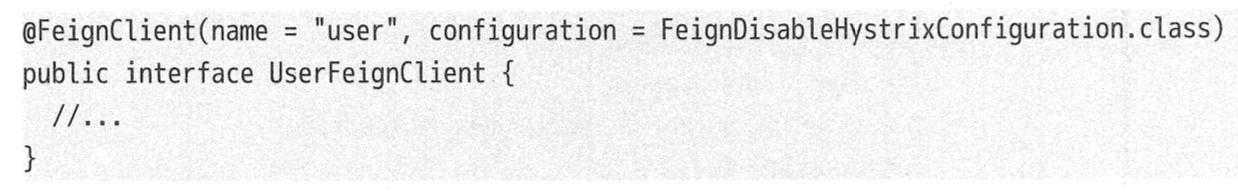 @FeignClient(name = "user", configuration = FeignDisableHystrixConfiguration.class)
public interface UserFeignClient {
  //...
}